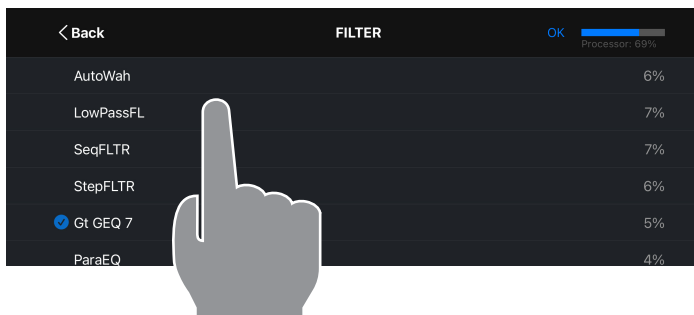 Back FILTER OK
Processor: 69%
AutoWah 6%
LowPassFL 7%
SeqFLTR 7%
StepFLTR 6%
Gt GEQ 7 5%
ParaEQ 4%